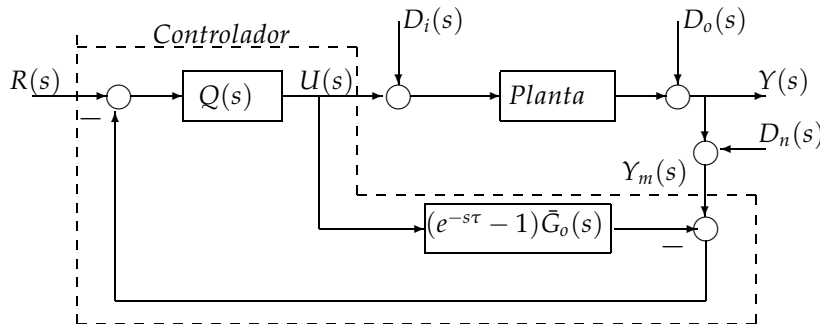 Controlador
D_i(s)
D_o(s)
R(s)
Q(s)
U(s)
Planta
Y(s)
−
D_n(s)
Y_m(s)
(e^{-sτ} − 1)Ḡ_o(s)
−